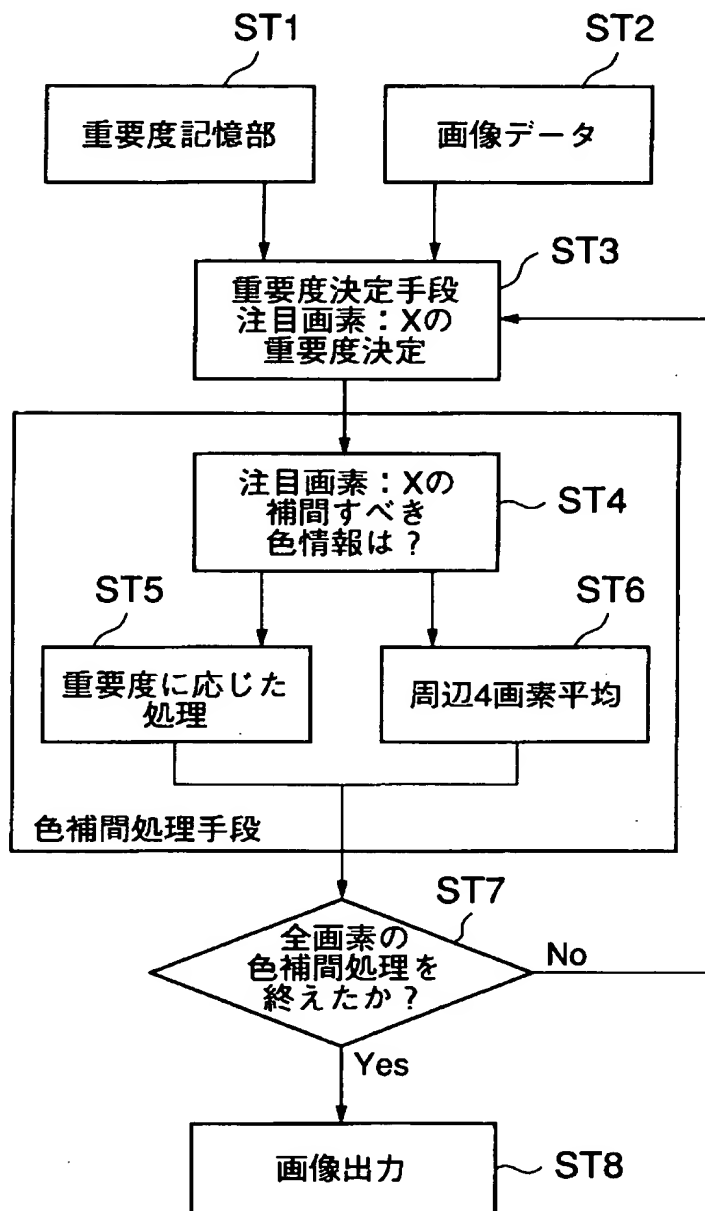 ST1
ST2
重要度記憶部
画像データ
ST3
重要度決定手段
注目画素：Xの
重要度決定
注目画素：Xの
補間すべき
色情報は？
ST4
ST5
ST6
重要度に応じた
処理
周辺4画素平均
色補間処理手段
ST7
全画素の
色補間処理を
終えたか？
No
Yes
画像出力
ST8